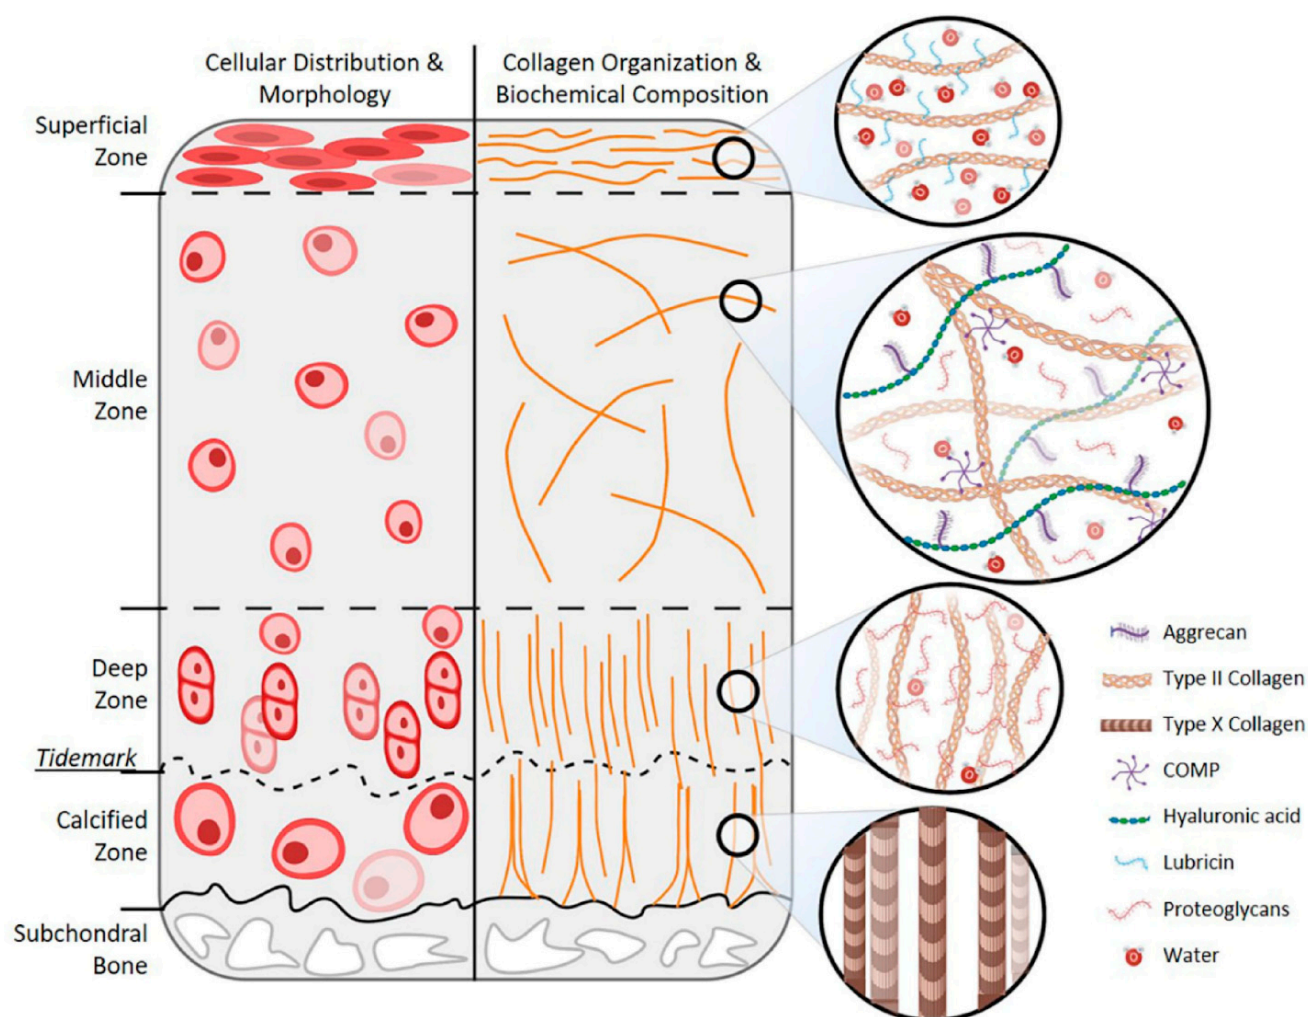 Cellular Distribution &
Morphology
Collagen Organization &
Biochemical Composition
Superficial
Zone
Middle
Zone
Deep
Zone
Tidemark
Calcified
Zone
Subchondral
Bone
Aggrecan
Type II Collagen
Type X Collagen
COMP
Hyaluronic acid
Lubricin
Proteoglycans
Water